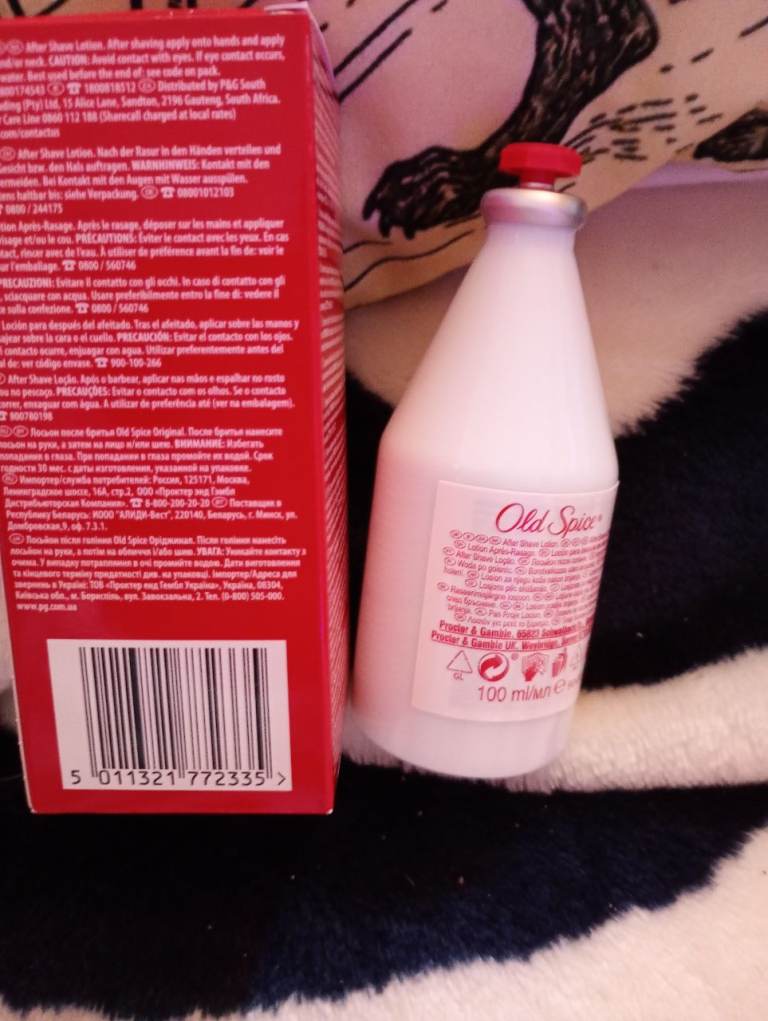 After Shave Lotion. After shaving apply onto hands and apply
and/or neck. CAUTION: Avoid contact with eyes. If eye contact occurs,
water. Best used before the end of: see code on pack.
800174543 ☎ 1800818512 Distributed by P&G South
ding (Pty) Ltd, 15 Alice Lane, Sandton, 2196 Gauteng, South Africa.
Care Line 0860 112 188 (Sharecall charged at local rates)
.com/contactus
After Shave Lotion. Nach der Rasur in den Händen verteilen und
Gesicht bzw. den Hals auftragen. WARNHINWEIS: Kontakt mit den
ermeiden. Bei Kontakt mit den Augen mit Wasser ausspülen.
ens haltbar bis: siehe Verpackung. ☎ 08001012103
☎ 0800 / 244175
tion Après-Rasage. Après le rasage, déposer sur les mains et appliquer
visage et/ou le cou. PRÉCAUTIONS: Éviter le contact avec les yeux. En cas
tact, rincer avec de l'eau. À utiliser de préférence avant la fin de: voir le
ur l'emballage. ☎ 0800 / 560746
PRECAUZIONI: Evitare il contatto con gli occhi. In caso di contatto con gli
, sciacquare con acqua. Usare preferibilmente entro la fine di: vedere il
e sulla confezione. ☎ 0800 / 560746
Loción para después del afeitado. Tras el afeitado, aplicar sobre las manos y
ajear sobre la cara o el cuello. PRECAUCIÓN: Evitar el contacto con los ojos.
l contacto ocurre, enjuagar con agua. Utilizar preferentemente antes del
al de: ver código envase. ☎ 900-100-266
After Shave Loção. Após o barbear, aplicar nas mãos e espalhar no rosto
ou no pescoço. PRECAUÇÕES: Evitar o contacto com os olhos. Se o contacto
correr, enxaguar com água. A utilizar de preferência até (ver na embalagem).
☎ 800780198
Лосьон после бритья Old Spice Original. После бритья нанесите
лосьон на руки, а затем на лицо и/или шею. ВНИМАНИЕ: Избегать
попадания в глаза. При попадании в глаза промойте их водой. Срок
годности 30 мес. с даты изготовления, указанной на упаковке.
Импортер/служба потребителей: Россия, 125171, Москва,
Ленинградское шоссе, 16А, стр.2, ООО «Проктер энд Гэмбл
Дистрибьюторская Компания». ☎ 8-800-200-20-20 Поставщик в
Республику Беларусь: ИООО "АЛИДИ-Вест", 220140, Беларусь, г. Минск, ул.
Домбровская,9, оф. 7.3.1.
Лосьйон після гоління Old Spice Оріджинал. Після гоління нанесіть
лосьйон на руки, а потім на обличчя і/або шию. УВАГА: Уникайте контакту з
очима. У випадку потрапляння в очі промийте водою. Дати виготовлення
та кінцевого терміну придатності див. на упаковці. Імпортер/Адреса для
звернень в Україні: ТОВ «Проктер енд Гембл Україна», Україна, 08304,
Київська обл., м. Бориспіль, вул. Завокзальна, 2. Тел. (0-800) 505-000.
www.pg.com.ua
5 011321 772335 >
Old Spice
After Shave Lotion.
Lotion Après-Rasage.
After Shave Loção.
Woda po goleniu.
Procter & Gamble, 65823
Procter & Gamble UK,
GL
100 ml/мл ℮